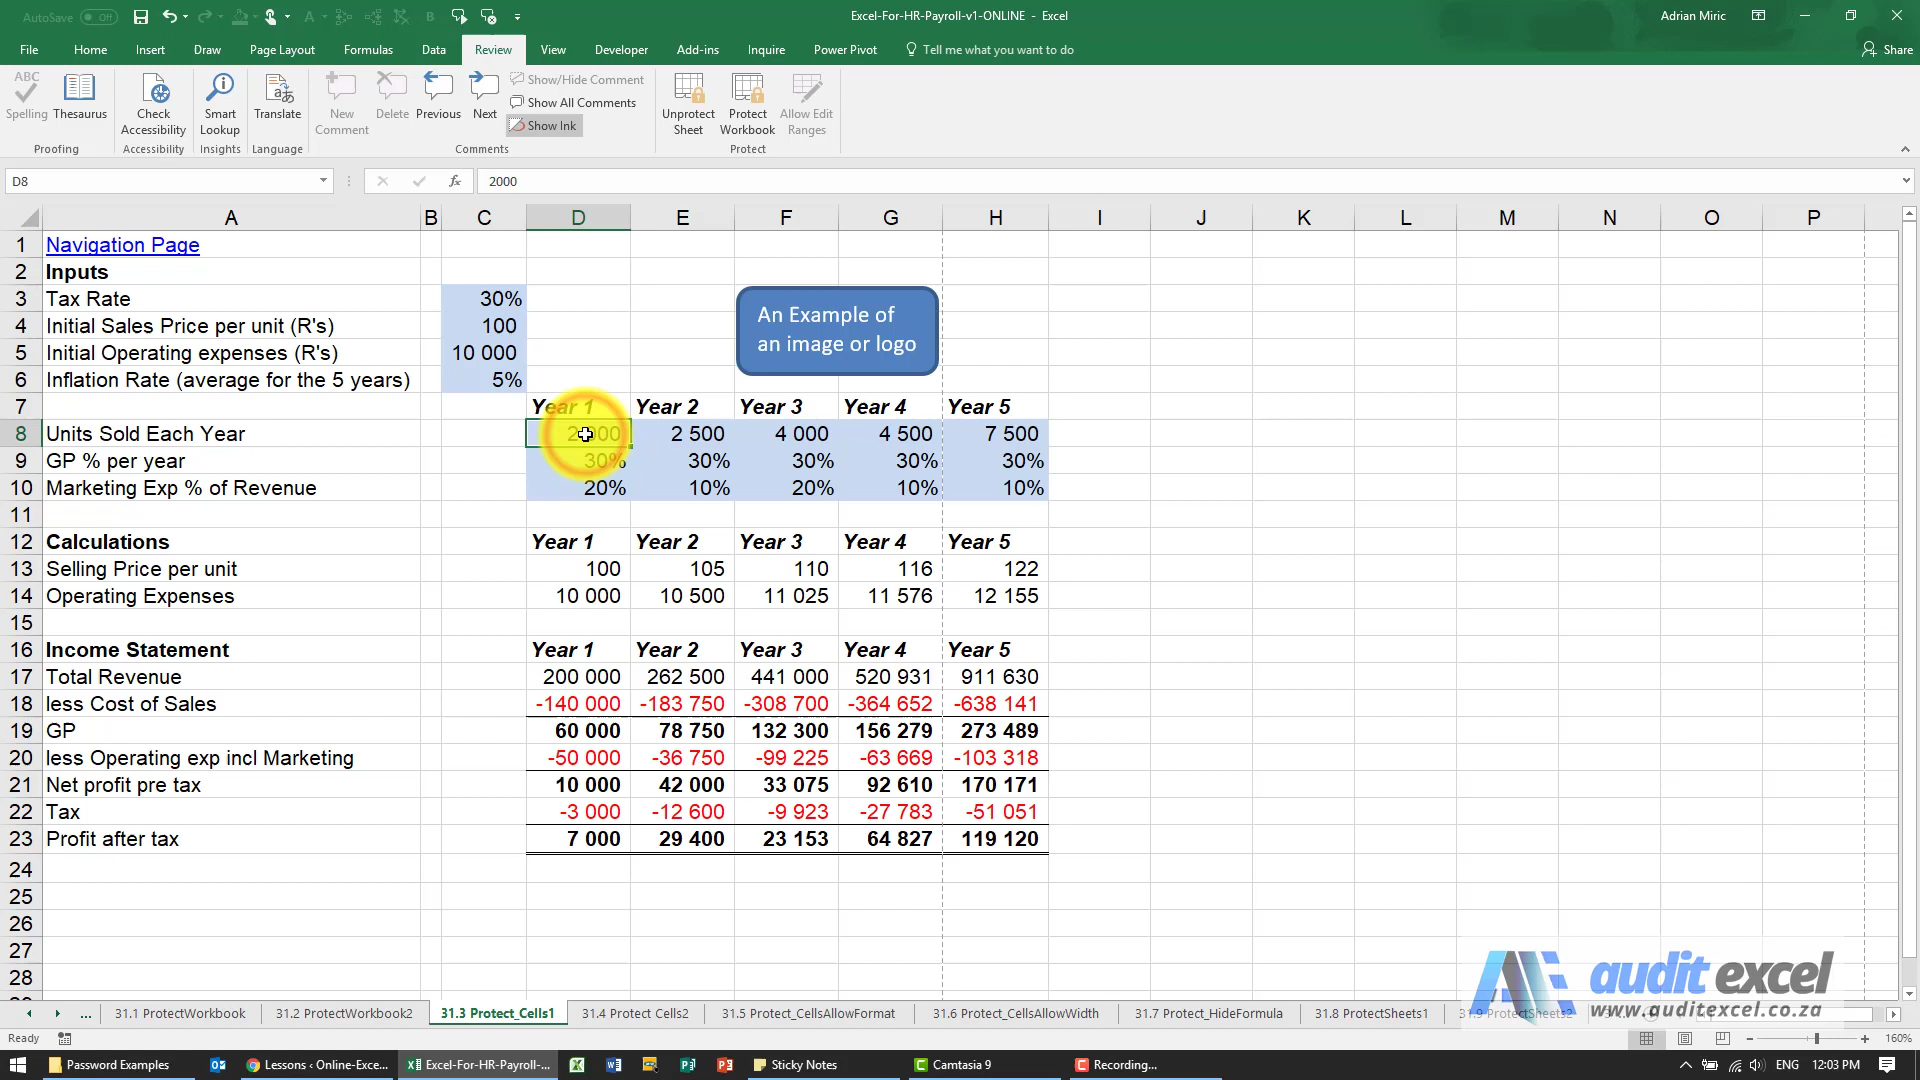 AutoSave Off
Excel-For-HR-Payroll-v1-ONLINE - Excel
Adrian Miric
File Home Insert Draw Page Layout Formulas Data Review View Developer Add-ins Inquire Power Pivot Tell me what you want to do Share
ABC
Spelling Thesaurus
Check Accessibility
Smart Lookup
Translate
New Comment
Delete Previous Next
Show/Hide Comment
Show All Comments
Show Ink
Unprotect Sheet
Protect Workbook
Allow Edit Ranges
Proofing Accessibility Insights Language Comments Protect
D8 fx 2000
A B C D E F G H I J K L M N O P
1 Navigation Page
2 Inputs
3 Tax Rate 30%
4 Initial Sales Price per unit (R's) 100
5 Initial Operating expenses (R's) 10 000
6 Inflation Rate (average for the 5 years) 5%
An Example of
an image or logo
7 Year 1 Year 2 Year 3 Year 4 Year 5
8 Units Sold Each Year 2 000 2 500 4 000 4 500 7 500
9 GP % per year 30% 30% 30% 30% 30%
10 Marketing Exp % of Revenue 20% 10% 20% 10% 10%
11
12 Calculations Year 1 Year 2 Year 3 Year 4 Year 5
13 Selling Price per unit 100 105 110 116 122
14 Operating Expenses 10 000 10 500 11 025 11 576 12 155
15
16 Income Statement Year 1 Year 2 Year 3 Year 4 Year 5
17 Total Revenue 200 000 262 500 441 000 520 931 911 630
18 less Cost of Sales -140 000 -183 750 -308 700 -364 652 -638 141
19 GP 60 000 78 750 132 300 156 279 273 489
20 less Operating exp incl Marketing -50 000 -36 750 -99 225 -63 669 -103 318
21 Net profit pre tax 10 000 42 000 33 075 92 610 170 171
22 Tax -3 000 -12 600 -9 923 -27 783 -51 051
23 Profit after tax 7 000 29 400 23 153 64 827 119 120
24
25
26
27
28
audit excel
www.auditexcel.co.za
... 31.1 ProtectWorkbook 31.2 ProtectWorkbook2 31.3 Protect_Cells1 31.4 Protect Cells2 31.5 Protect_CellsAllowFormat 31.6 Protect_CellsAllowWidth 31.7 Protect_HideFormula 31.8 ProtectSheets1 31.9 ProtectSheets2
Ready 160%
Password Examples Lessons ‹ Online-Exce... Excel-For-HR-Payroll-... Sticky Notes Camtasia 9 Recording... ENG 12:03 PM